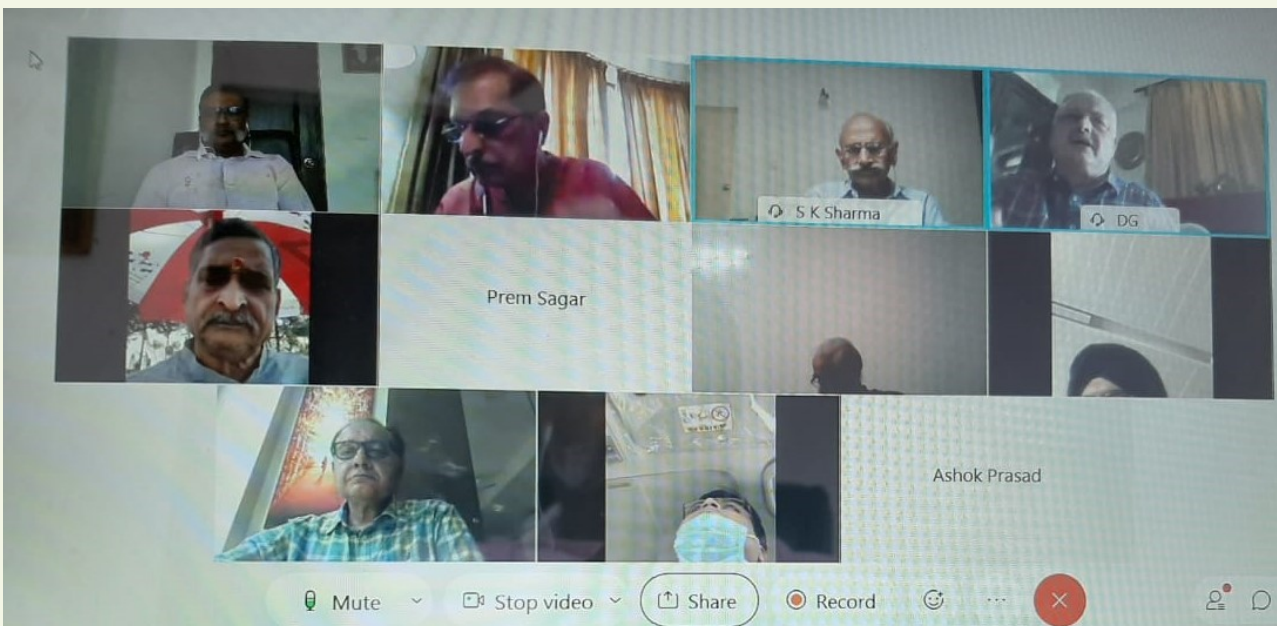 S K Sharma
DG
Prem Sagar
Ashok Prasad
Mute
Stop video
Share
Record